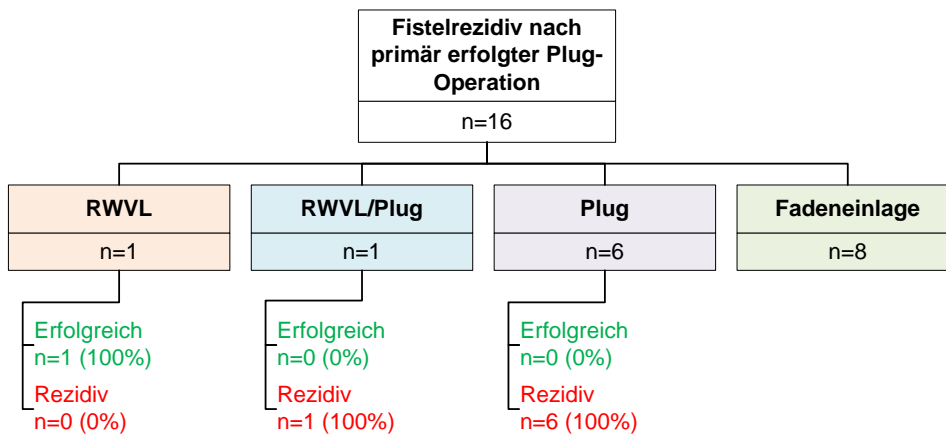 Fistelrezidiv nach
primär erfolgter Plug-
Operation
n=16
RWVL
n=1
RWVL/Plug
n=1
Plug
n=6
Fadeneinlage
n=8
Erfolgreich
n=1 (100%)
Rezidiv
n=0 (0%)
Erfolgreich
n=0 (0%)
Rezidiv
n=1 (100%)
Erfolgreich
n=0 (0%)
Rezidiv
n=6 (100%)